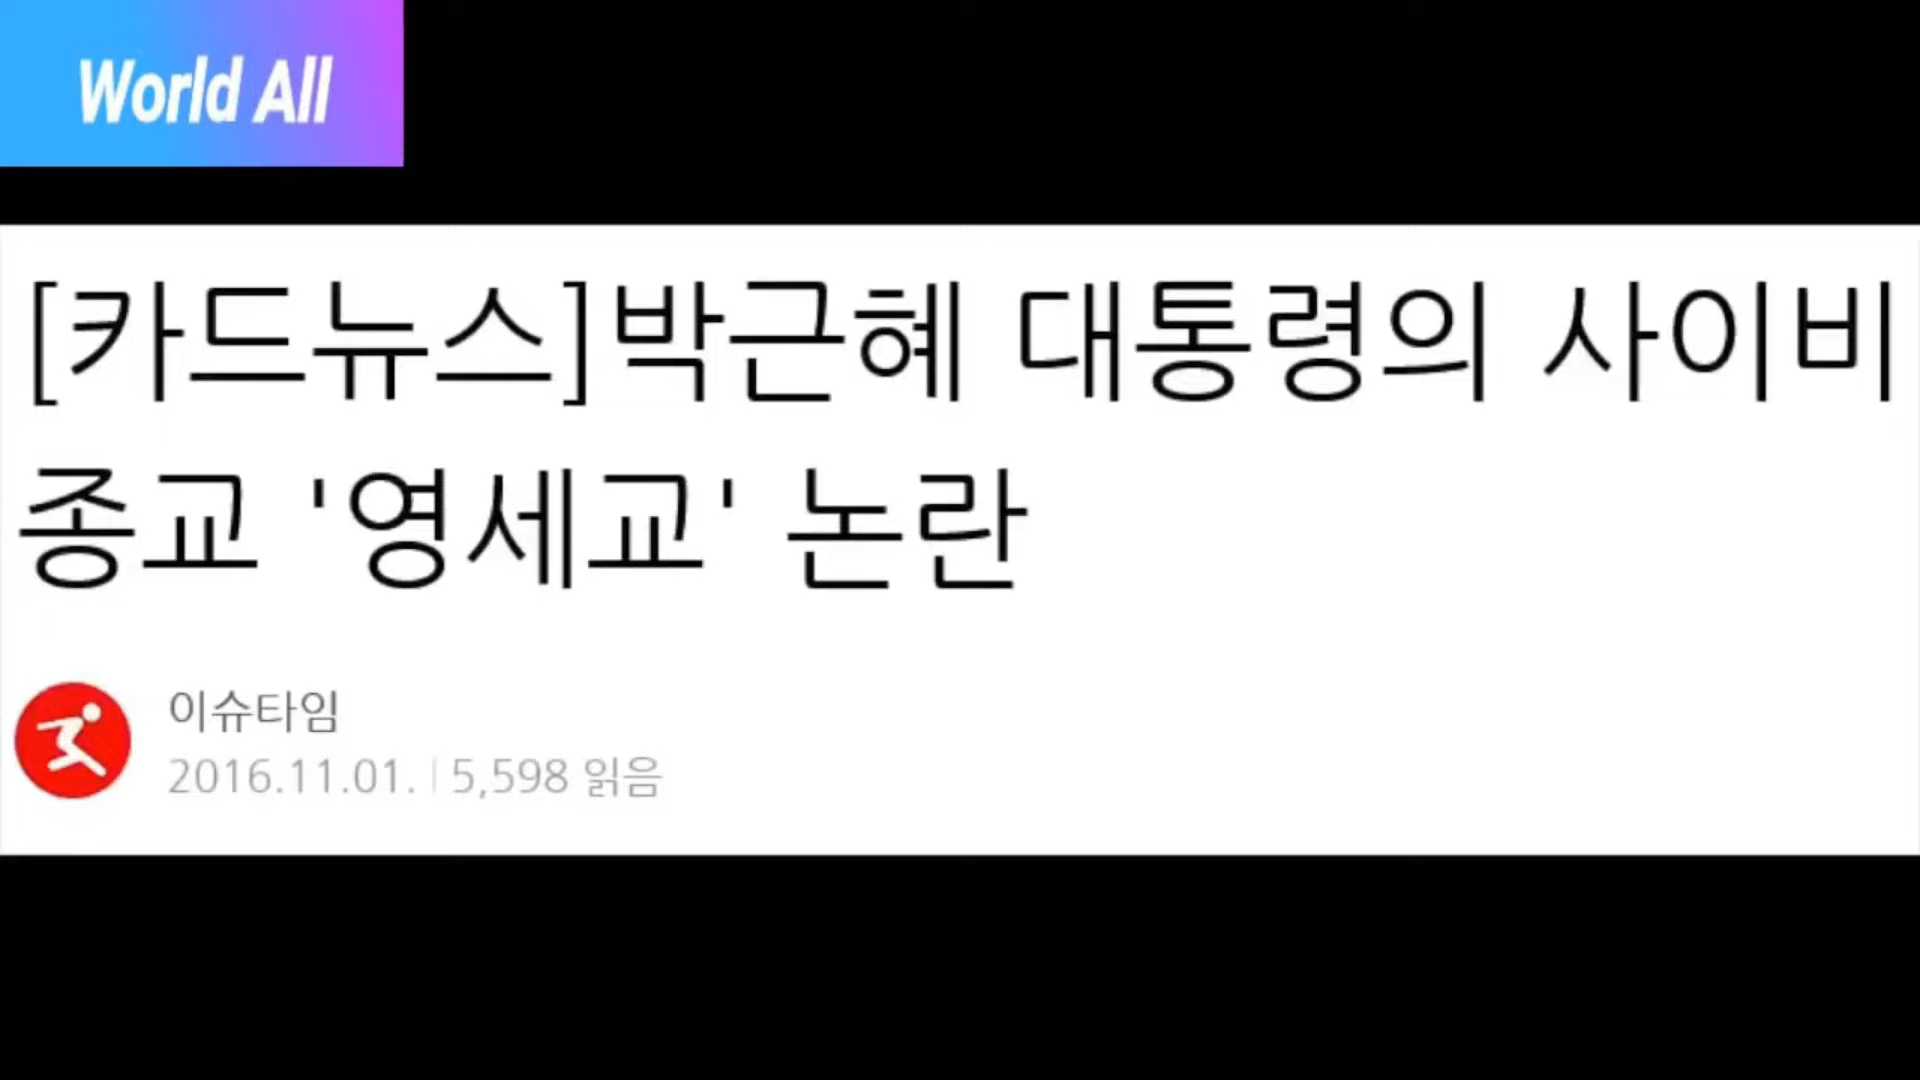 World All
[카드뉴스]박근혜 대통령의 사이비
종교 '영세교' 논란
이슈타임
2016.11.01. | 5,598 읽음